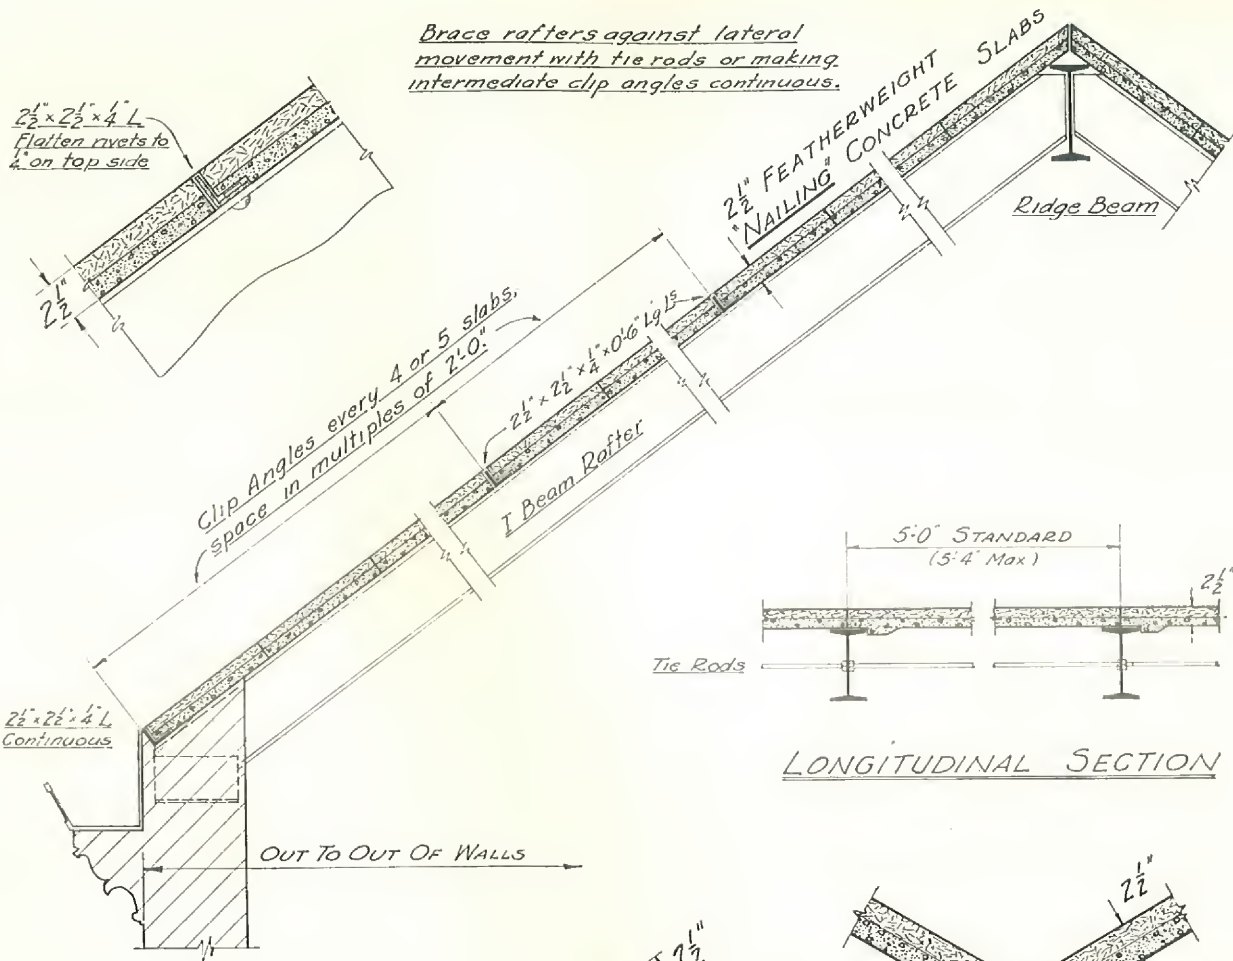 Brace rafters against lateral
movement with tie rods or making
intermediate clip angles continuous.
2½" x 2½" x ¼" L
Flatten rivets to
¼" on top side
2½"
2½" FEATHERWEIGHT
"NAILING" CONCRETE SLABS
Ridge Beam
Clip Angles every 4 or 5 slabs,
space in multiples of 2'-0."
2½" x 2½" x ¼" x 0'-6" Lg Ls
I Beam Rafter
5'-0" STANDARD
(5'-4" Max)
2½"
Tie Rods
LONGITUDINAL SECTION
2½" x 2½" x ¼" L
Continuous
OUT TO OUT OF WALLS
2½"
2½"